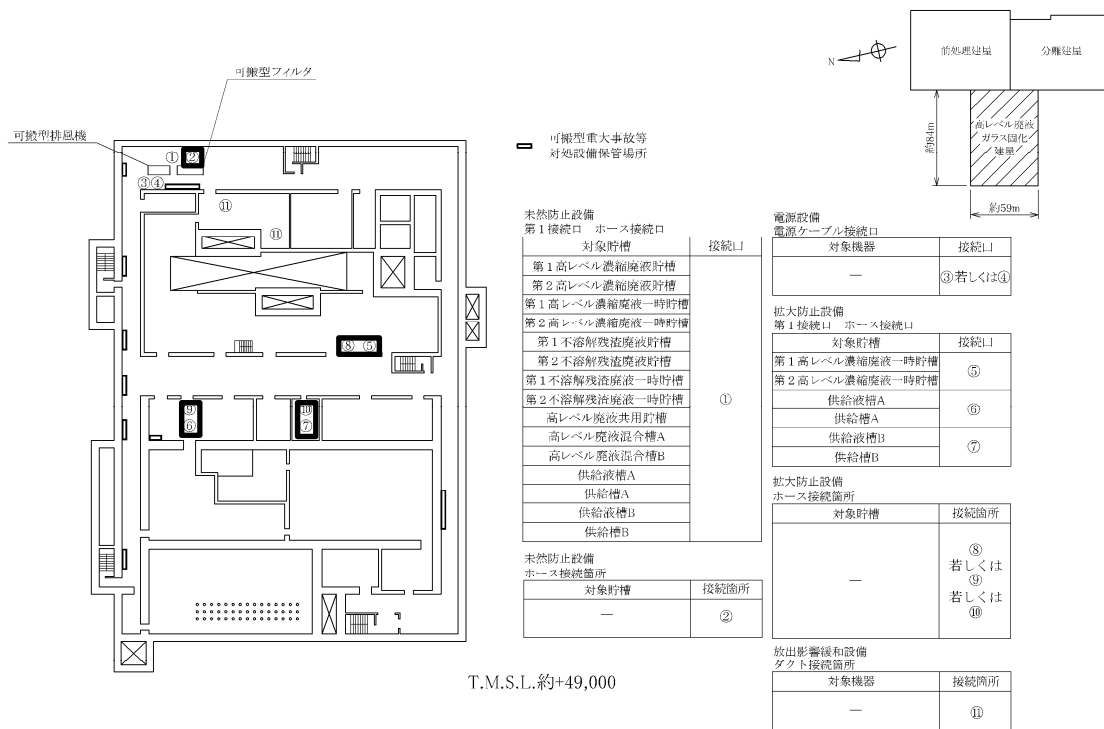 可搬型フィルタ
可搬型排風機
①
②
③④
⑪
⑪
⑧⑤
⑨
⑥
⑩
⑦
可搬型重大事故等
対処設備保管場所
N
前処理建屋
分離建屋
高レベル廃液
ガラス固化
建屋
約84m
約59m
未然防止設備
第1接続口 ホース接続口
対象貯槽 接続口
第1高レベル濃縮廃液貯槽
第2高レベル濃縮廃液貯槽
第1高レベル濃縮廃液一時貯槽
第2高レベル濃縮廃液一時貯槽
第1不溶解残渣廃液貯槽
第2不溶解残渣廃液貯槽
第1不溶解残渣廃液一時貯槽
第2不溶解残渣廃液一時貯槽
①
高レベル廃液共用貯槽
高レベル廃液混合槽A
高レベル廃液混合槽B
供給液槽A
供給槽A
供給液槽B
供給槽B
未然防止設備
ホース接続箇所
対象貯槽 接続箇所
― ②
電源設備
電源ケーブル接続口
対象機器 接続口
― ③若しくは④
拡大防止設備
第1接続口 ホース接続口
対象貯槽 接続口
第1高レベル濃縮廃液一時貯槽
第2高レベル濃縮廃液一時貯槽
⑤
供給液槽A
供給槽A
⑥
供給液槽B
供給槽B
⑦
拡大防止設備
ホース接続箇所
対象貯槽 接続箇所
―
⑧
若しくは
⑨
若しくは
⑩
放出影響緩和設備
ダクト接続箇所
対象機器 接続箇所
― ⑪
T.M.S.L.約+49,000